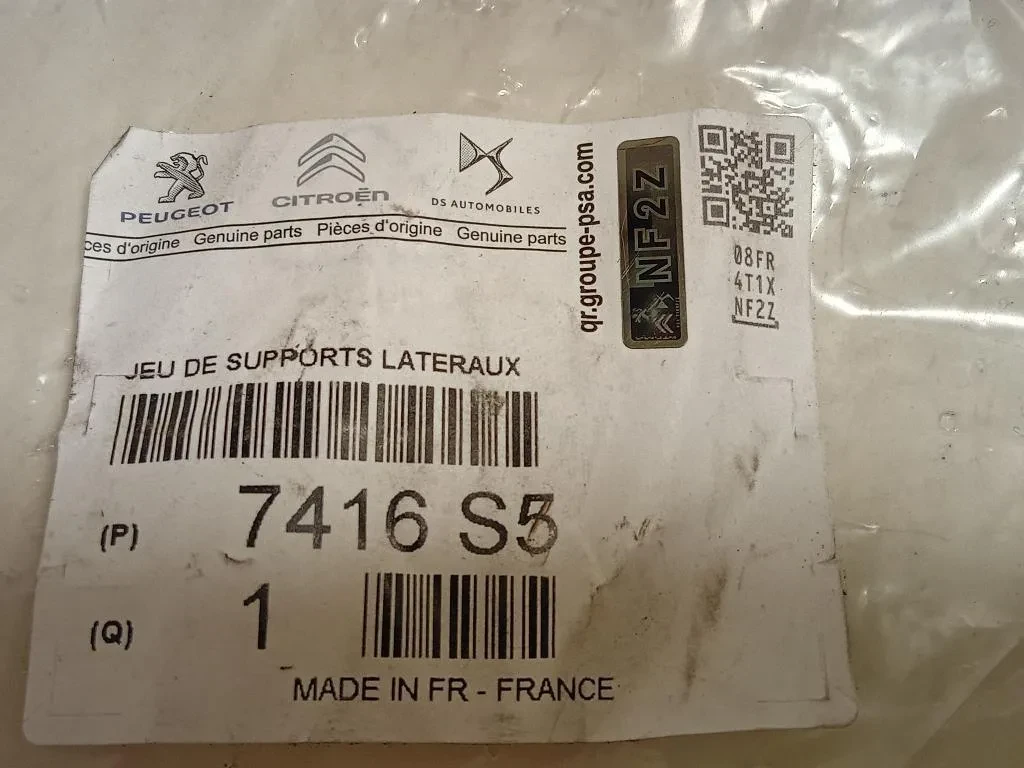 PEUGEOT
CITROËN
DS AUTOMOBILES
ces d'origine Genuine parts Pièces d'origine Genuine parts
qr.groupe-psa.com
NF2Z
08FR
4T1X
NF2Z
JEU DE SUPPORTS LATERAUX
(P) 7416 S5
(Q) 1
MADE IN FR - FRANCE